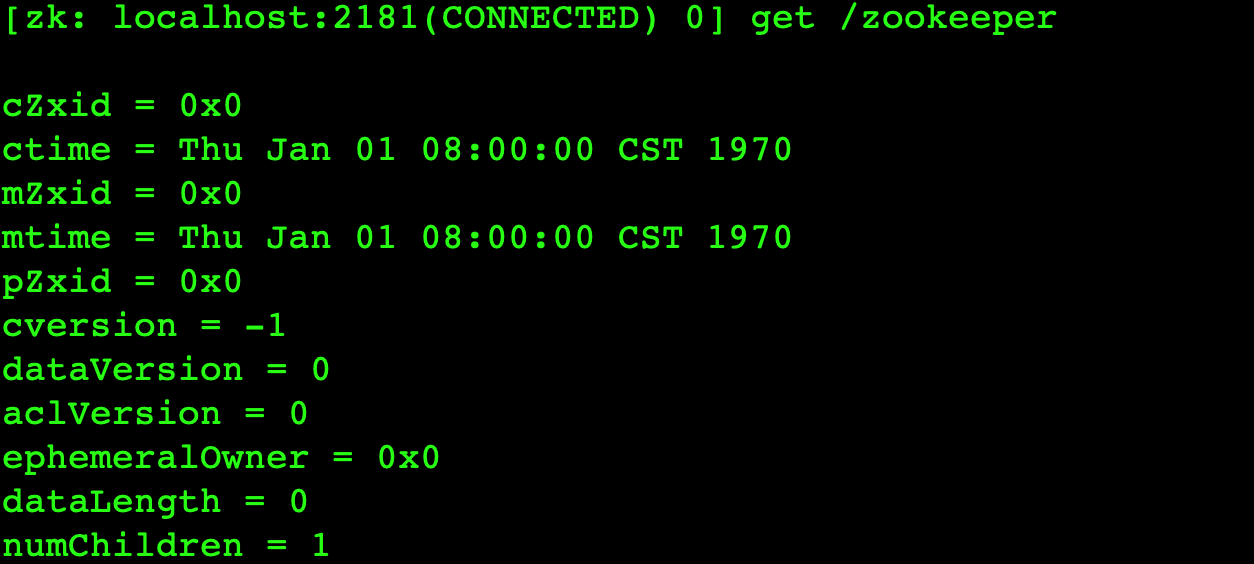 [zk: localhost:2181(CONNECTED) 0] get /zookeeper
cZxid = 0x0
ctime = Thu Jan 01 08:00:00 CST 1970
mZxid = 0x0
mtime = Thu Jan 01 08:00:00 CST 1970
pZxid = 0x0
cversion = -1
dataVersion = 0
aclVersion = 0
ephemeralOwner = 0x0
dataLength = 0
numChildren = 1